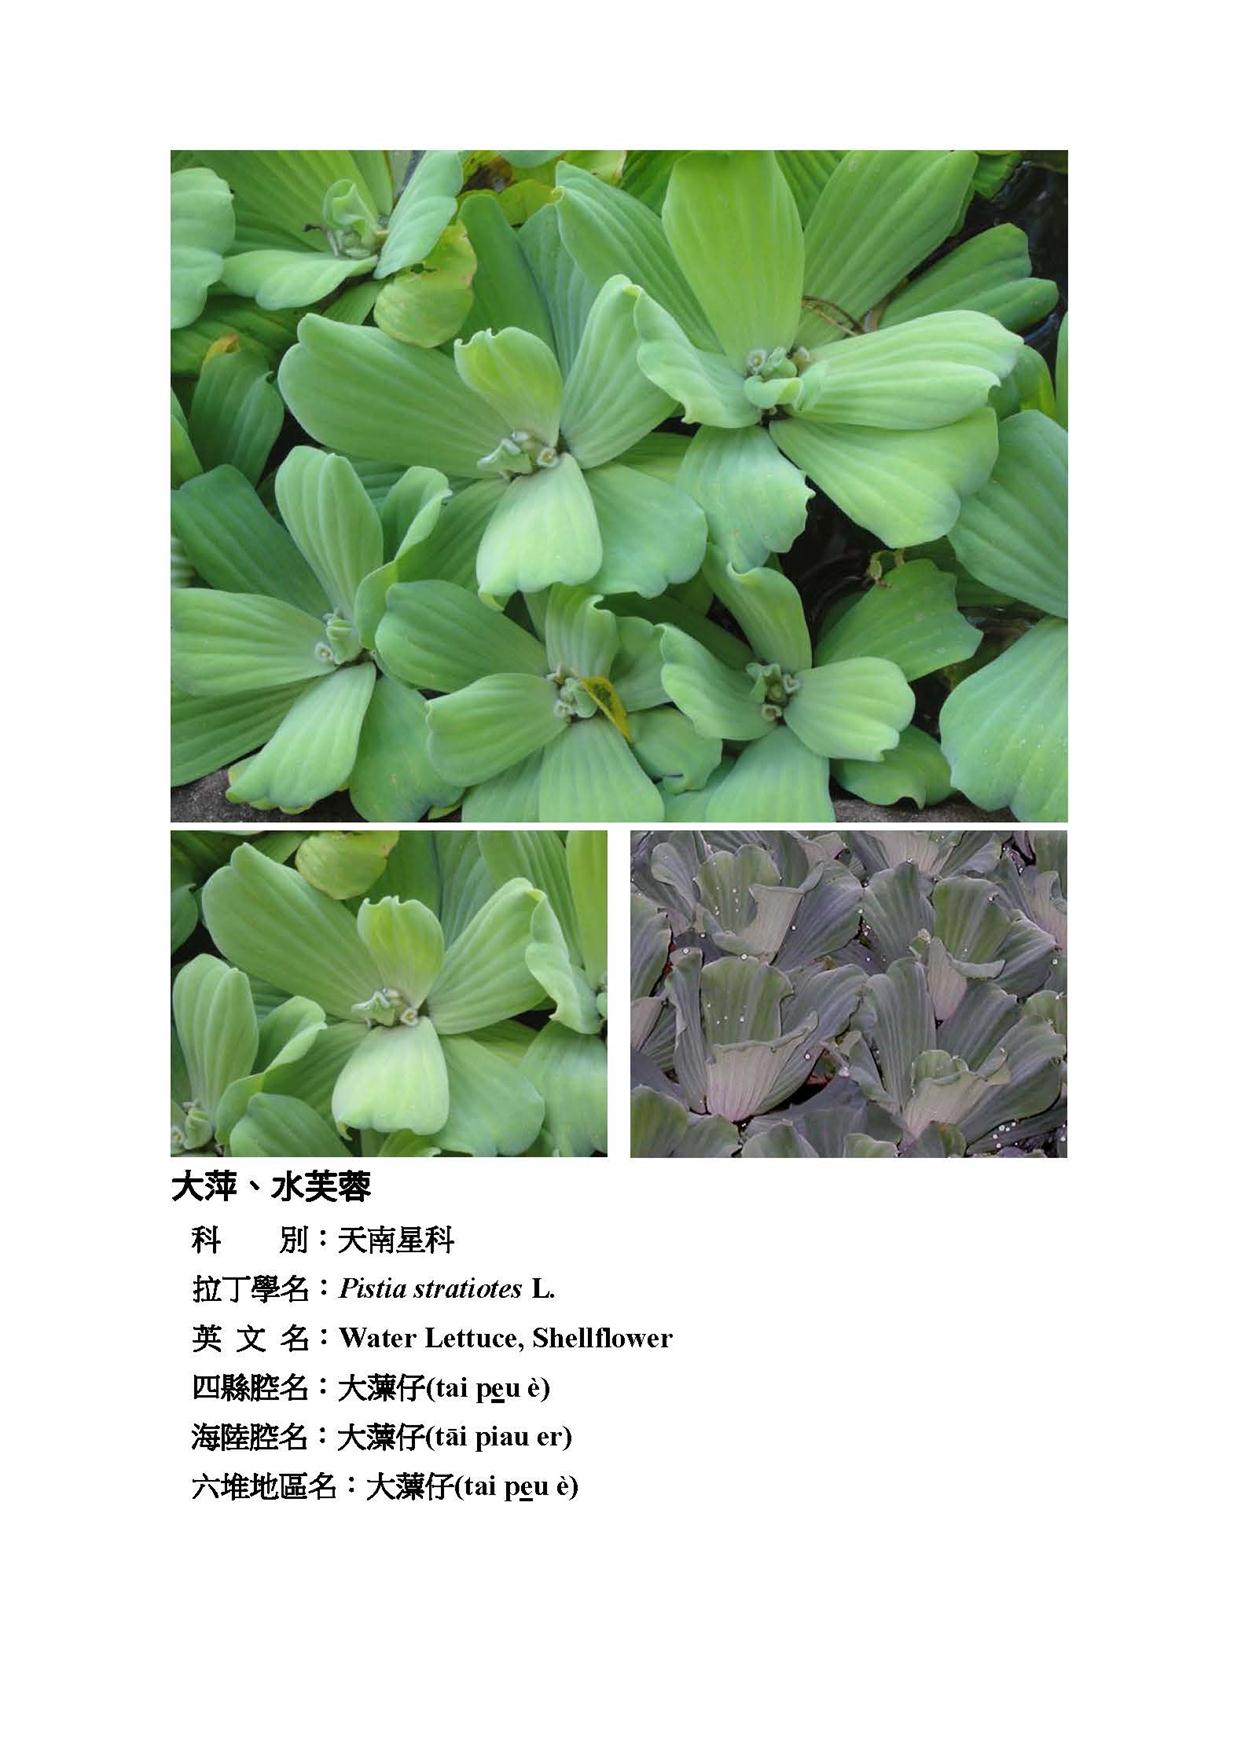 大萍、水芙蓉
科　　別：天南星科
拉丁學名：Pistia stratiotes L.
英 文 名：Water Lettuce, Shellflower
四縣腔名：大薸仔(tai peu è)
海陸腔名：大薸仔(tāi piau er)
六堆地區名：大薸仔(tai peu è)